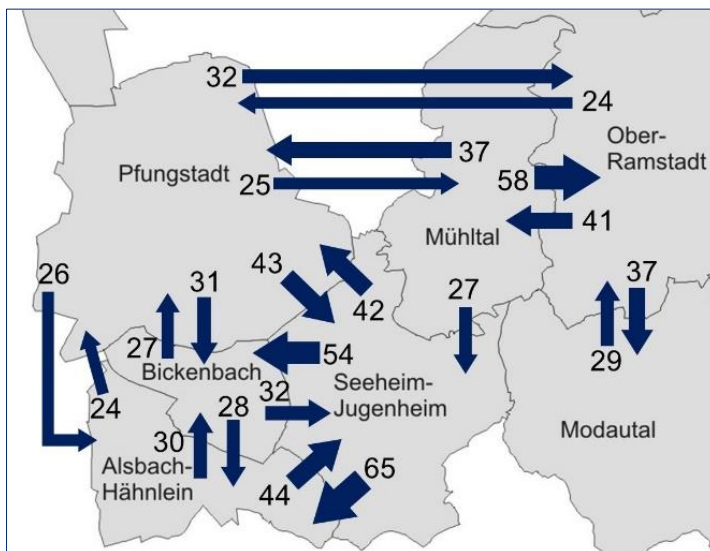 32
24
Ober-
Ramstadt
37
58
Pfungstadt
25
41
Mühltal
26
43
31
42
27
37
27
54
29
Bickenbach
Seeheim-
Jugenheim
24
32
28
30
Modautal
Alsbach-
Hähnlein
44
65